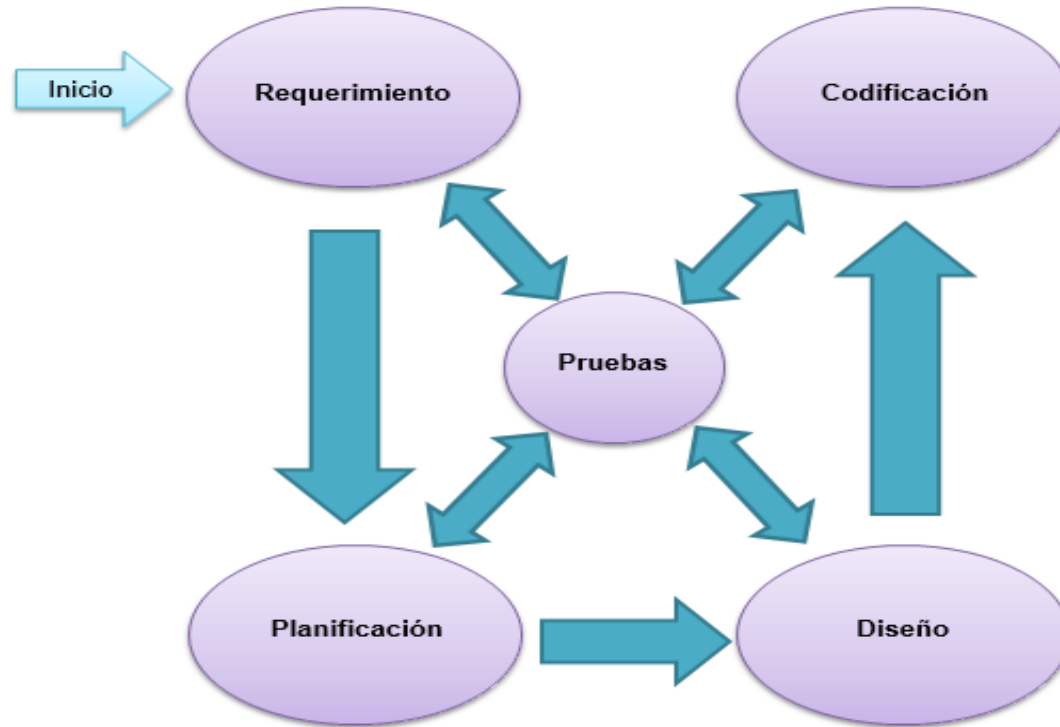 Inicio
Requerimiento
Codificación
Pruebas
Planificación
Diseño